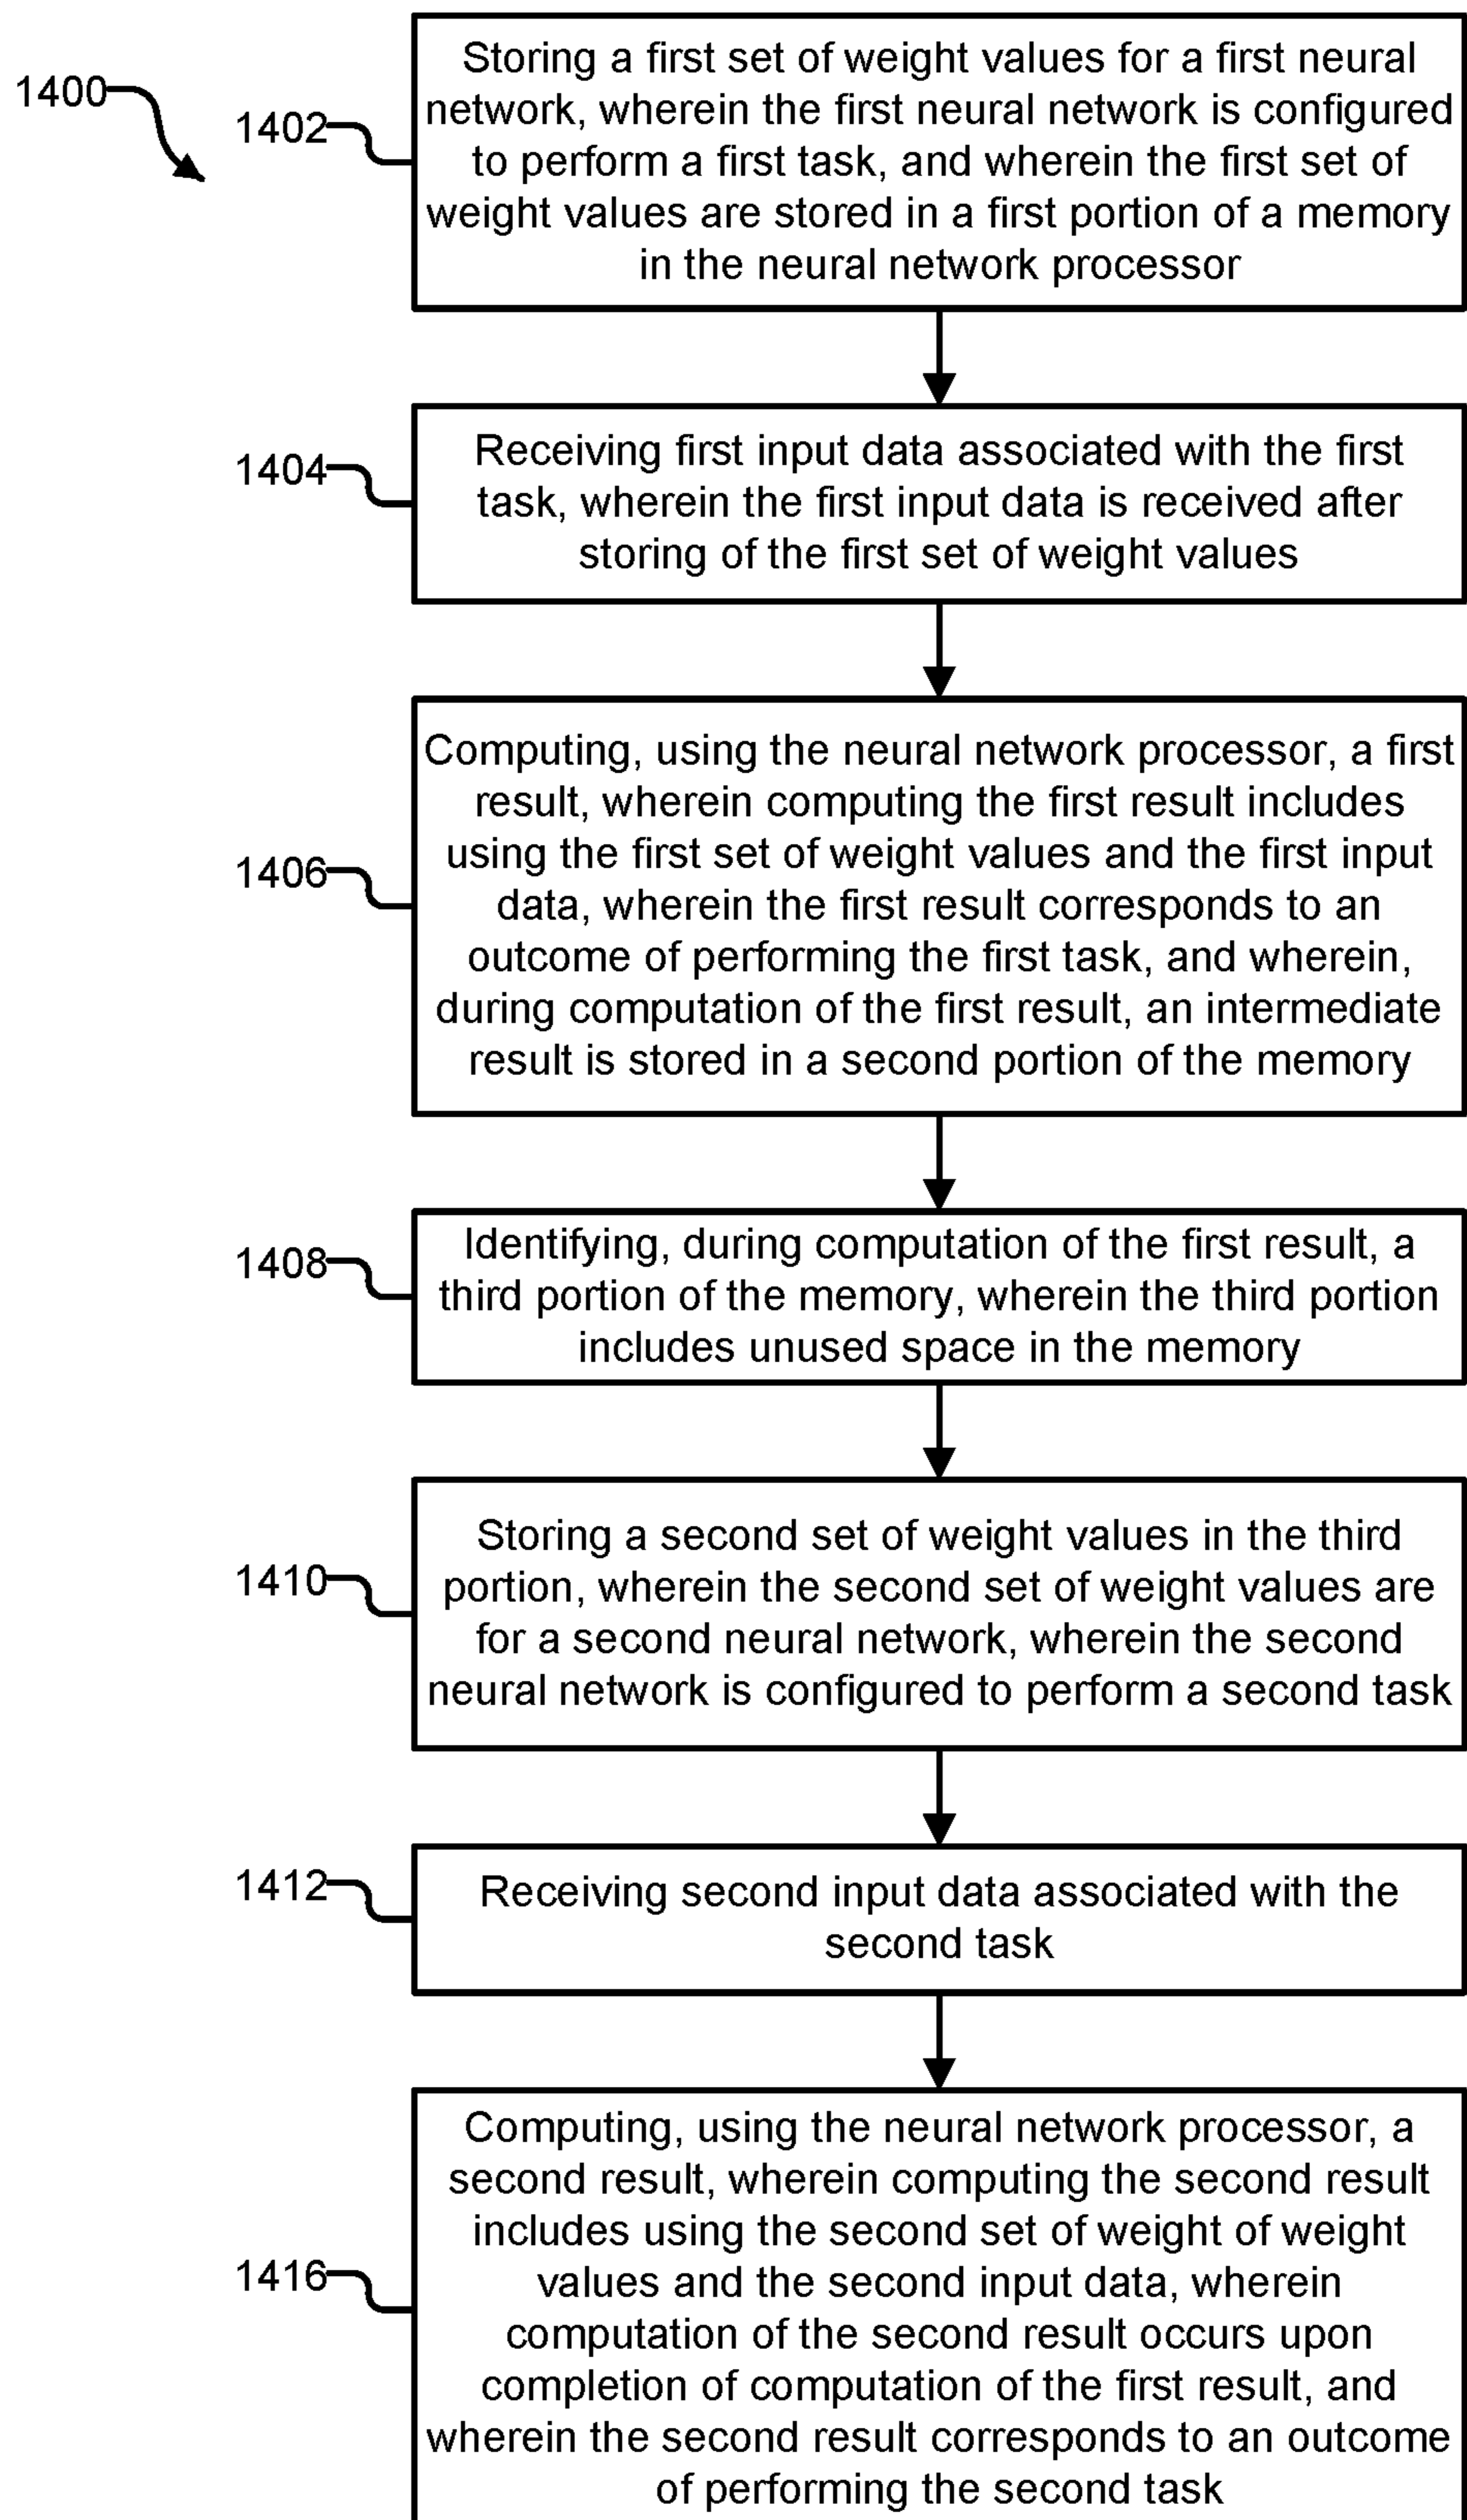 1400
1402
Storing a first set of weight values for a first neural
network, wherein the first neural network is configured
to perform a first task, and wherein the first set of
weight values are stored in a first portion of a memory
in the neural network processor
1404
Receiving first input data associated with the first
task, wherein the first input data is received after
storing of the first set of weight values
1406
Computing, using the neural network processor, a first
result, wherein computing the first result includes
using the first set of weight values and the first input
data, wherein the first result corresponds to an
outcome of performing the first task, and wherein,
during computation of the first result, an intermediate
result is stored in a second portion of the memory
1408
Identifying, during computation of the first result, a
third portion of the memory, wherein the third portion
includes unused space in the memory
1410
Storing a second set of weight values in the third
portion, wherein the second set of weight values are
for a second neural network, wherein the second
neural network is configured to perform a second task
1412
Receiving second input data associated with the
second task
1416
Computing, using the neural network processor, a
second result, wherein computing the second result
includes using the second set of weight of weight
values and the second input data, wherein
computation of the second result occurs upon
completion of computation of the first result, and
wherein the second result corresponds to an outcome
of performing the second task